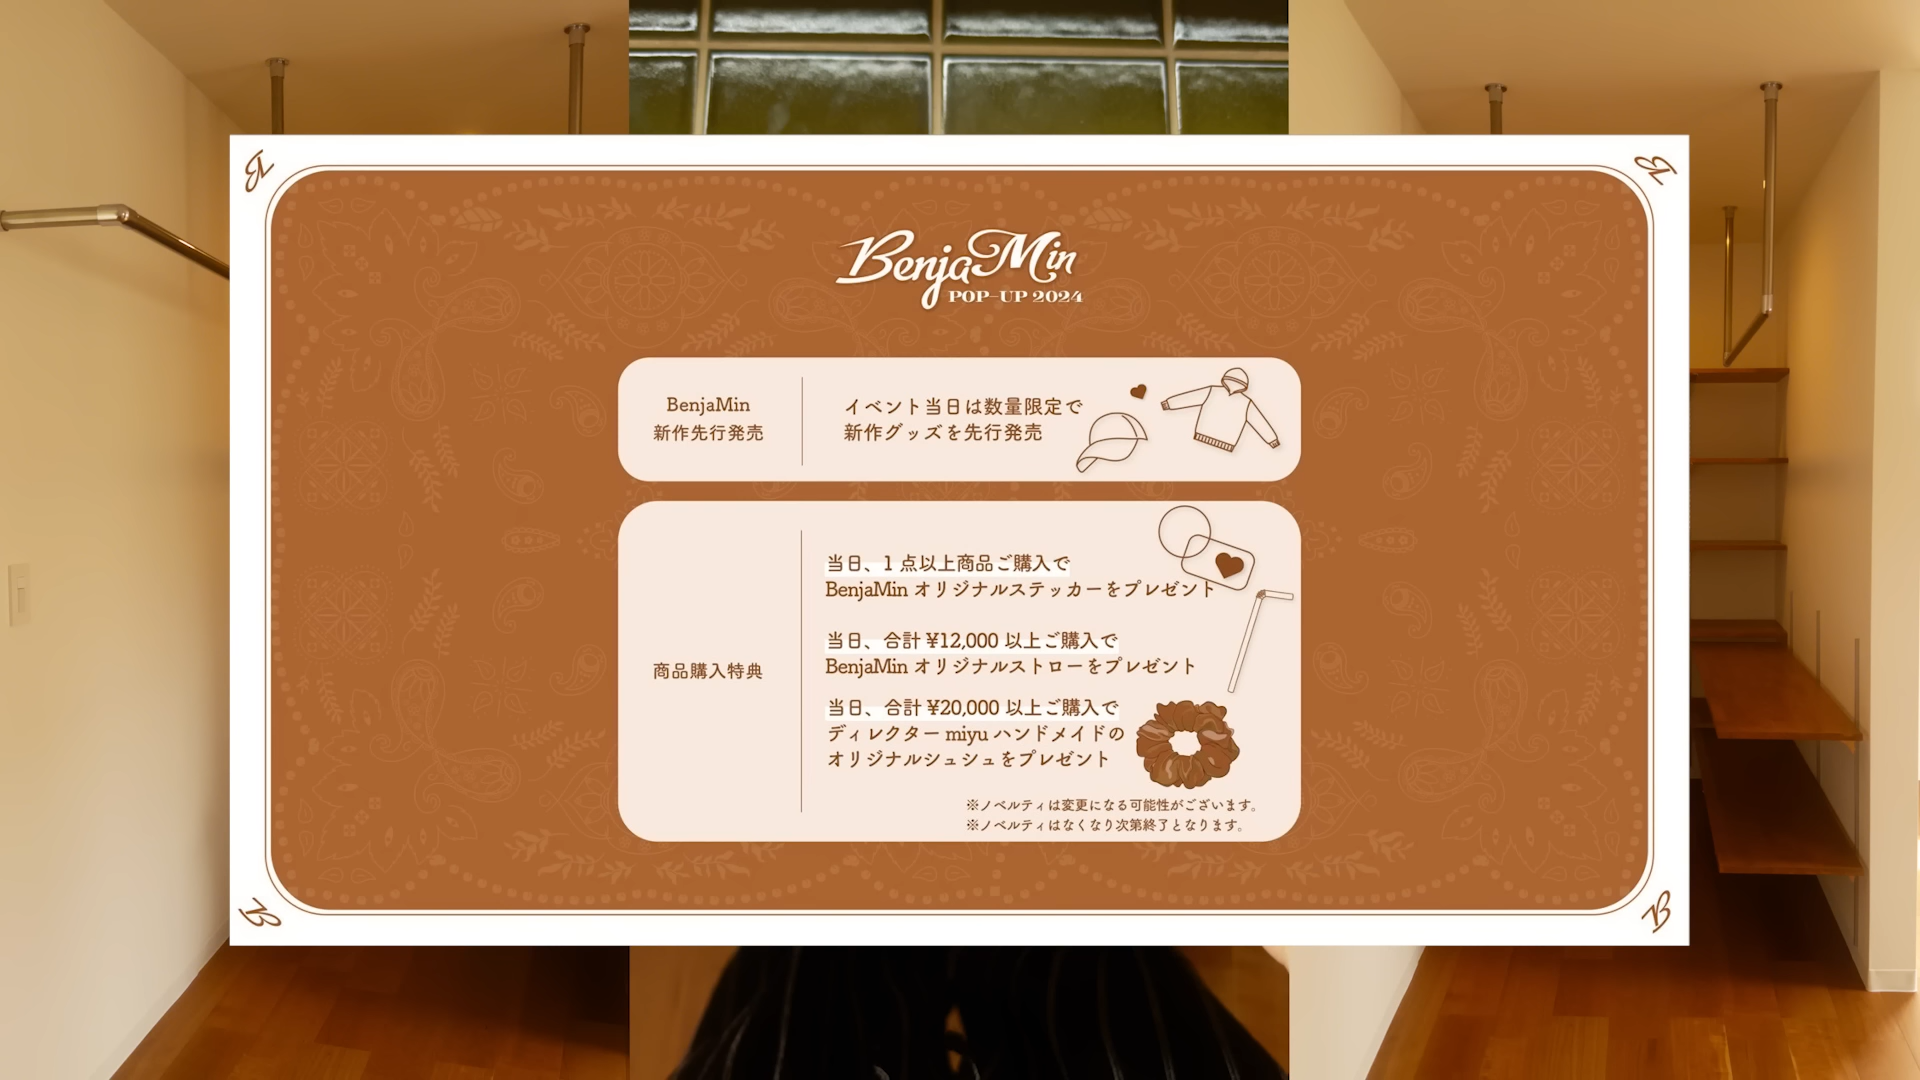 BenjaMin
POP-UP 2024
BenjaMin
新作先行発売
イベント当日は数量限定で
新作グッズを先行発売
商品購入特典
当日、1 点以上商品ご購入で
BenjaMin オリジナルステッカーをプレゼント
当日、合計 ¥12,000 以上ご購入で
BenjaMin オリジナルストローをプレゼント
当日、合計 ¥20,000 以上ご購入で
ディレクター miyu ハンドメイドの
オリジナルシュシュをプレゼント
※ノベルティは変更になる可能性がございます。
※ノベルティはなくなり次第終了となります。